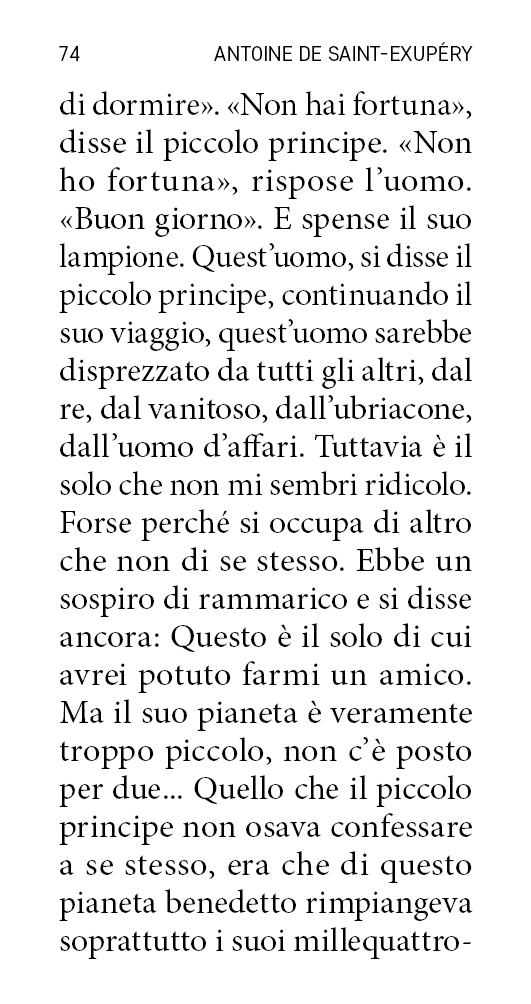 74 ANTOINE DE SAINT-EXUPÉRY
di dormire». «Non hai fortuna»,
disse il piccolo principe. «Non
ho fortuna», rispose l’uomo.
«Buon giorno». E spense il suo
lampione. Quest’uomo, si disse il
piccolo principe, continuando il
suo viaggio, quest’uomo sarebbe
disprezzato da tutti gli altri, dal
re, dal vanitoso, dall’ubriacone,
dall’uomo d’affari. Tuttavia è il
solo che non mi sembri ridicolo.
Forse perché si occupa di altro
che non di se stesso. Ebbe un
sospiro di rammarico e si disse
ancora: Questo è il solo di cui
avrei potuto farmi un amico.
Ma il suo pianeta è veramente
troppo piccolo, non c’è posto
per due... Quello che il piccolo
principe non osava confessare
a se stesso, era che di questo
pianeta benedetto rimpiangeva
soprattutto i suoi millequattro-